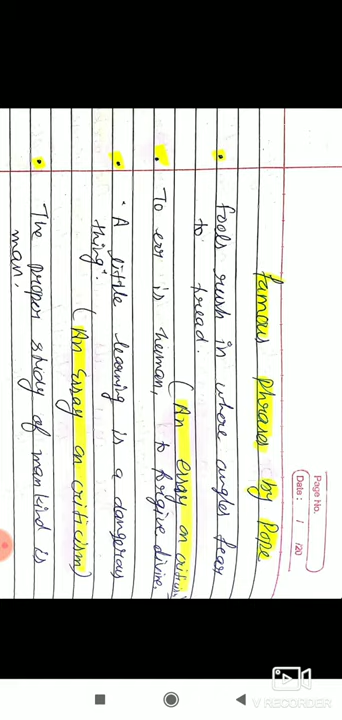 Page No.
Date: / /20
famous phrases by Pope
• fools rush in where angles fear
to tread.
(An essay on critici
• To err is human, to forgive divine.
• "A little learning is a dangerous
thing".
(An Essay on criticism)
• The proper study of mankind is
man.
V RECORDER